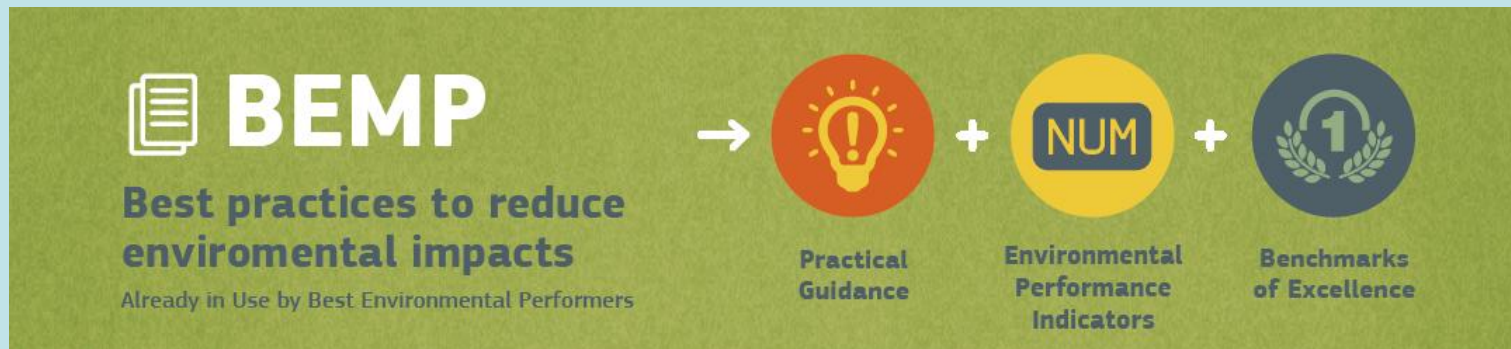 BEMP
Best practices to reduce
enviromental impacts
Already in Use by Best Environmental Performers
Practical
Guidance
NUM
Environmental
Performance
Indicators
1
Benchmarks
of Excellence